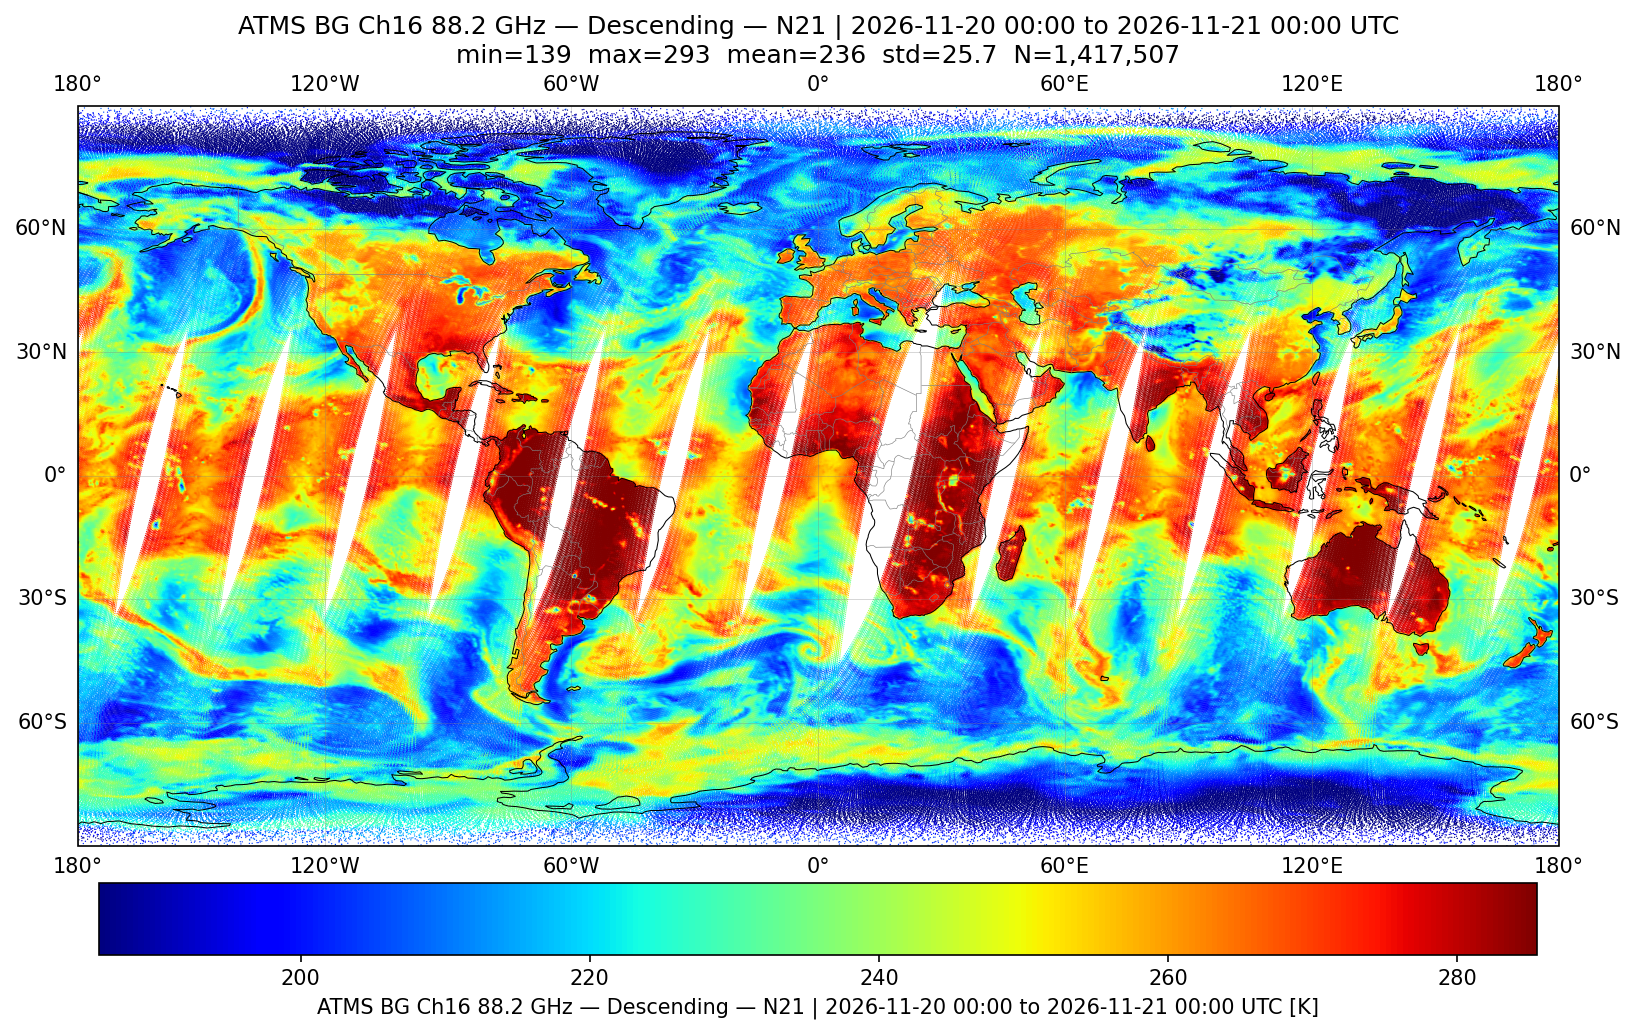 ATMS BG Ch16 88.2 GHz — Descending — N21 | 2026-11-20 00:00 to 2026-11-21 00:00 UTC
min=139  max=293  mean=236  std=25.7  N=1,417,507
180° 120°W 60°W 0° 60°E 120°E 180°
60°N 60°N
30°N 30°N
0° 0°
30°S 30°S
60°S 60°S
180° 120°W 60°W 0° 60°E 120°E 180°
200 220 240 260 280
ATMS BG Ch16 88.2 GHz — Descending — N21 | 2026-11-20 00:00 to 2026-11-21 00:00 UTC [K]